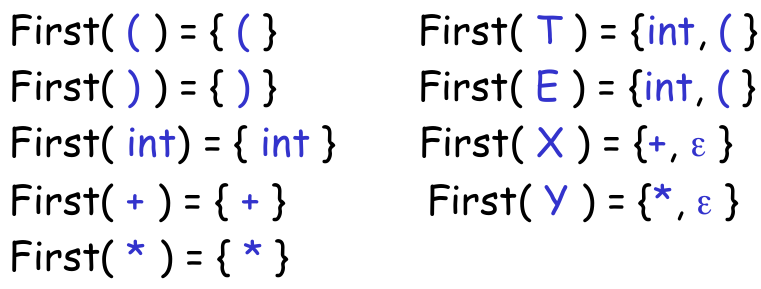 First( ( ) = { ( }
First( ) ) = { ) }
First( int) = { int }
First( + ) = { + }
First( * ) = { * }
First( T ) = {int, ( }
First( E ) = {int, ( }
First( X ) = {+, ε }
First( Y ) = {*, ε }